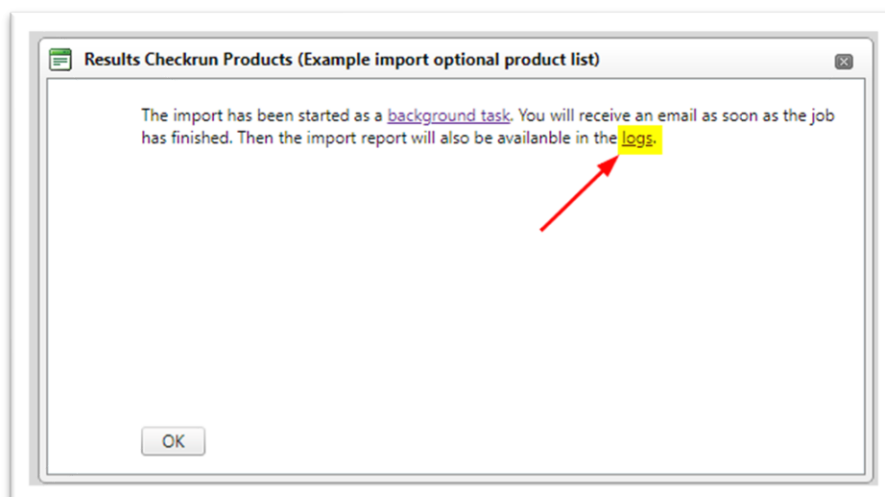 Results Checkrun Products (Example import optional product list)
The import has been started as a background task. You will receive an email as soon as the job
has finished. Then the import report will also be availanble in the logs.
OK